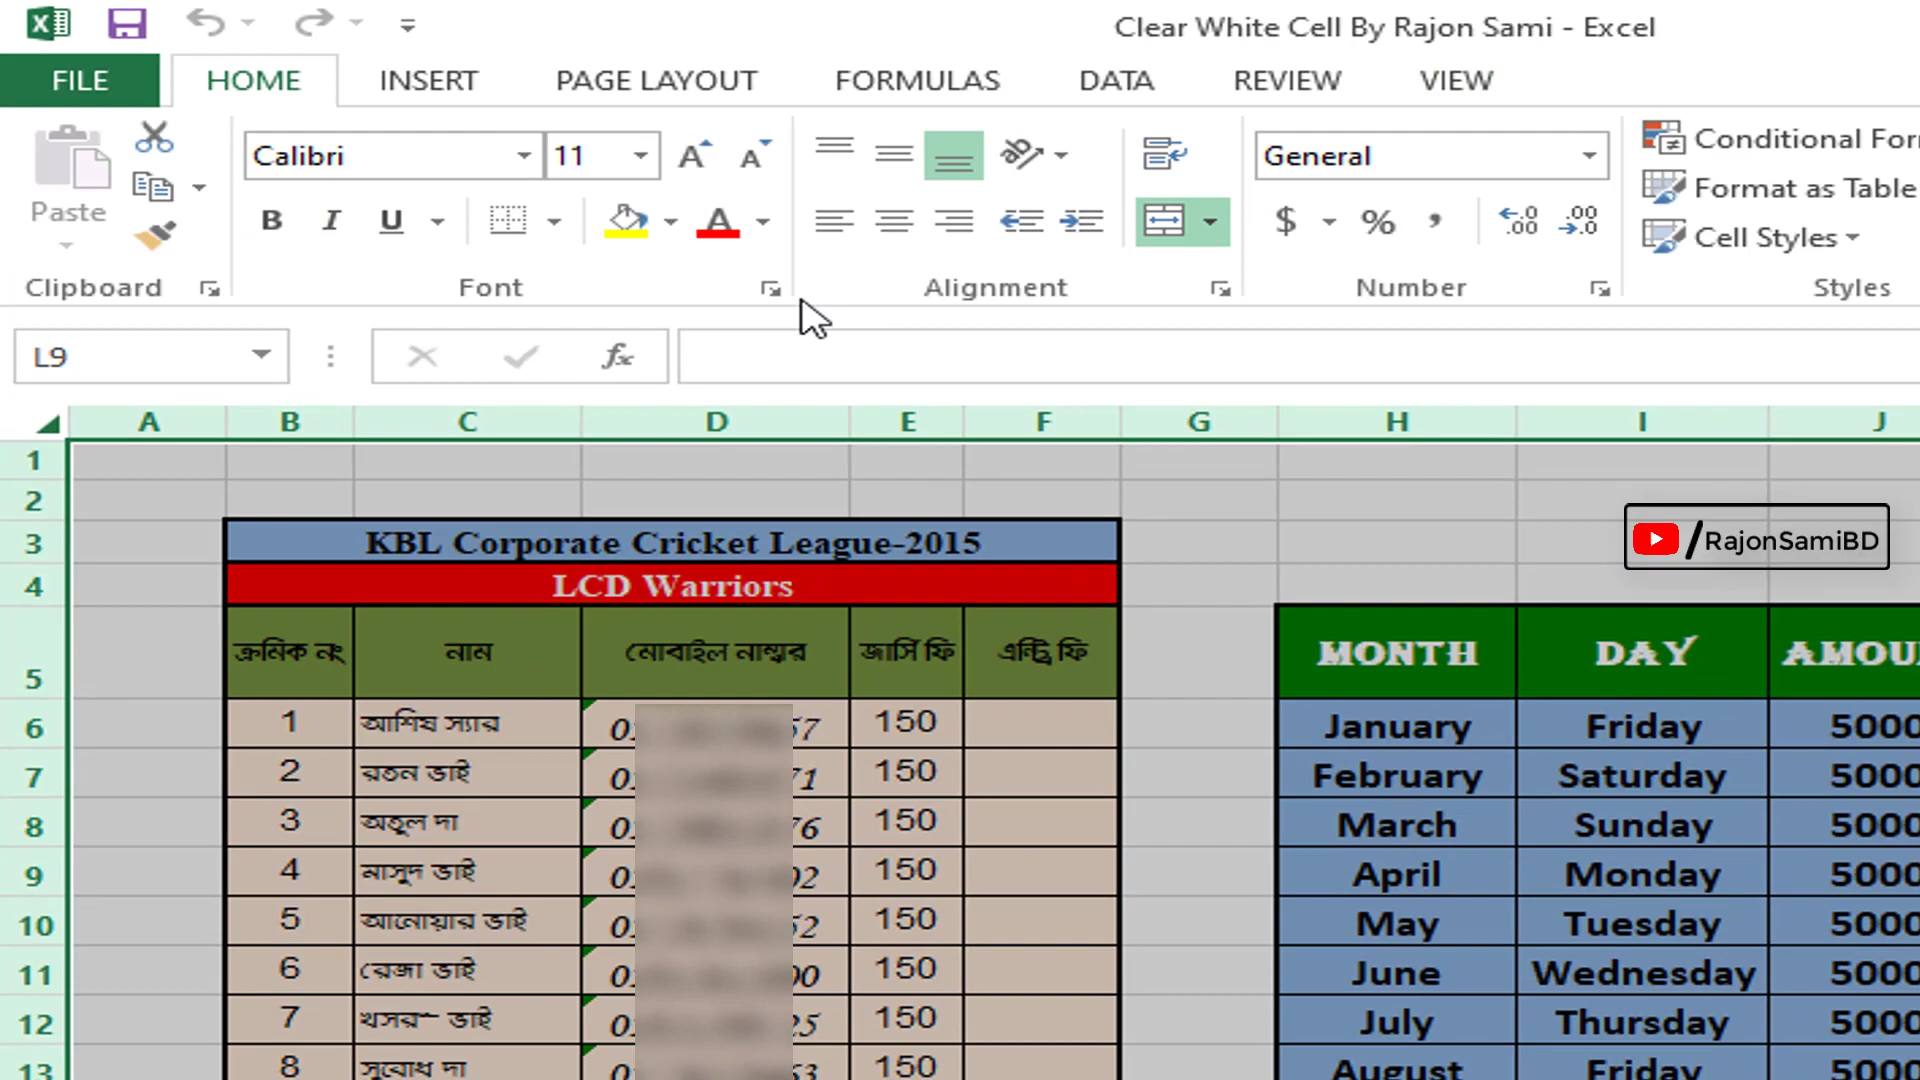 Clear White Cell By Rajon Sami - Excel
FILE HOME INSERT PAGE LAYOUT FORMULAS DATA REVIEW VIEW
Paste
Calibri 11
General
Conditional For
Format as Table
Cell Styles
B I U A
$ % ,
Clipboard Font Alignment Number Styles
L9 fx
A B C D E F G H I J
1
2
3 KBL Corporate Cricket League-2015
/RajonSamiBD
4 LCD Warriors
5 ক্রমিক নং নাম মোবাইল নাম্বার জার্সি ফি এন্ট্রি ফি MONTH DAY AMOU
6 1 আশিষ স্যার 150 January Friday 5000
7 2 রতন ভাই 150 February Saturday 5000
8 3 অতুল দা 150 March Sunday 5000
9 4 মাসুদ ভাই 150 April Monday 5000
10 5 আনোয়ার ভাই 150 May Tuesday 5000
11 6 রেঙ্গা ভাই 150 June Wednesday 5000
12 7 ভাই 150 July Thursday 5000
13 8 সুবোধ দা 150 August Friday 5000